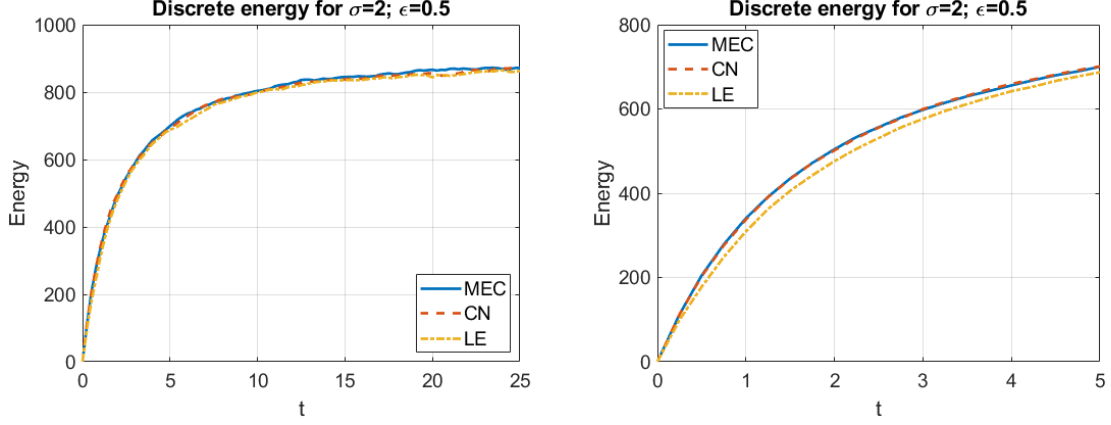 Discrete energy for σ=2; ϵ=0.5
1000
800
600
400
200
0
Energy
MEC
CN
LE
0 5 10 15 20 25
t
Discrete energy for σ=2; ϵ=0.5
800
600
400
200
0
Energy
MEC
CN
LE
0 1 2 3 4 5
t